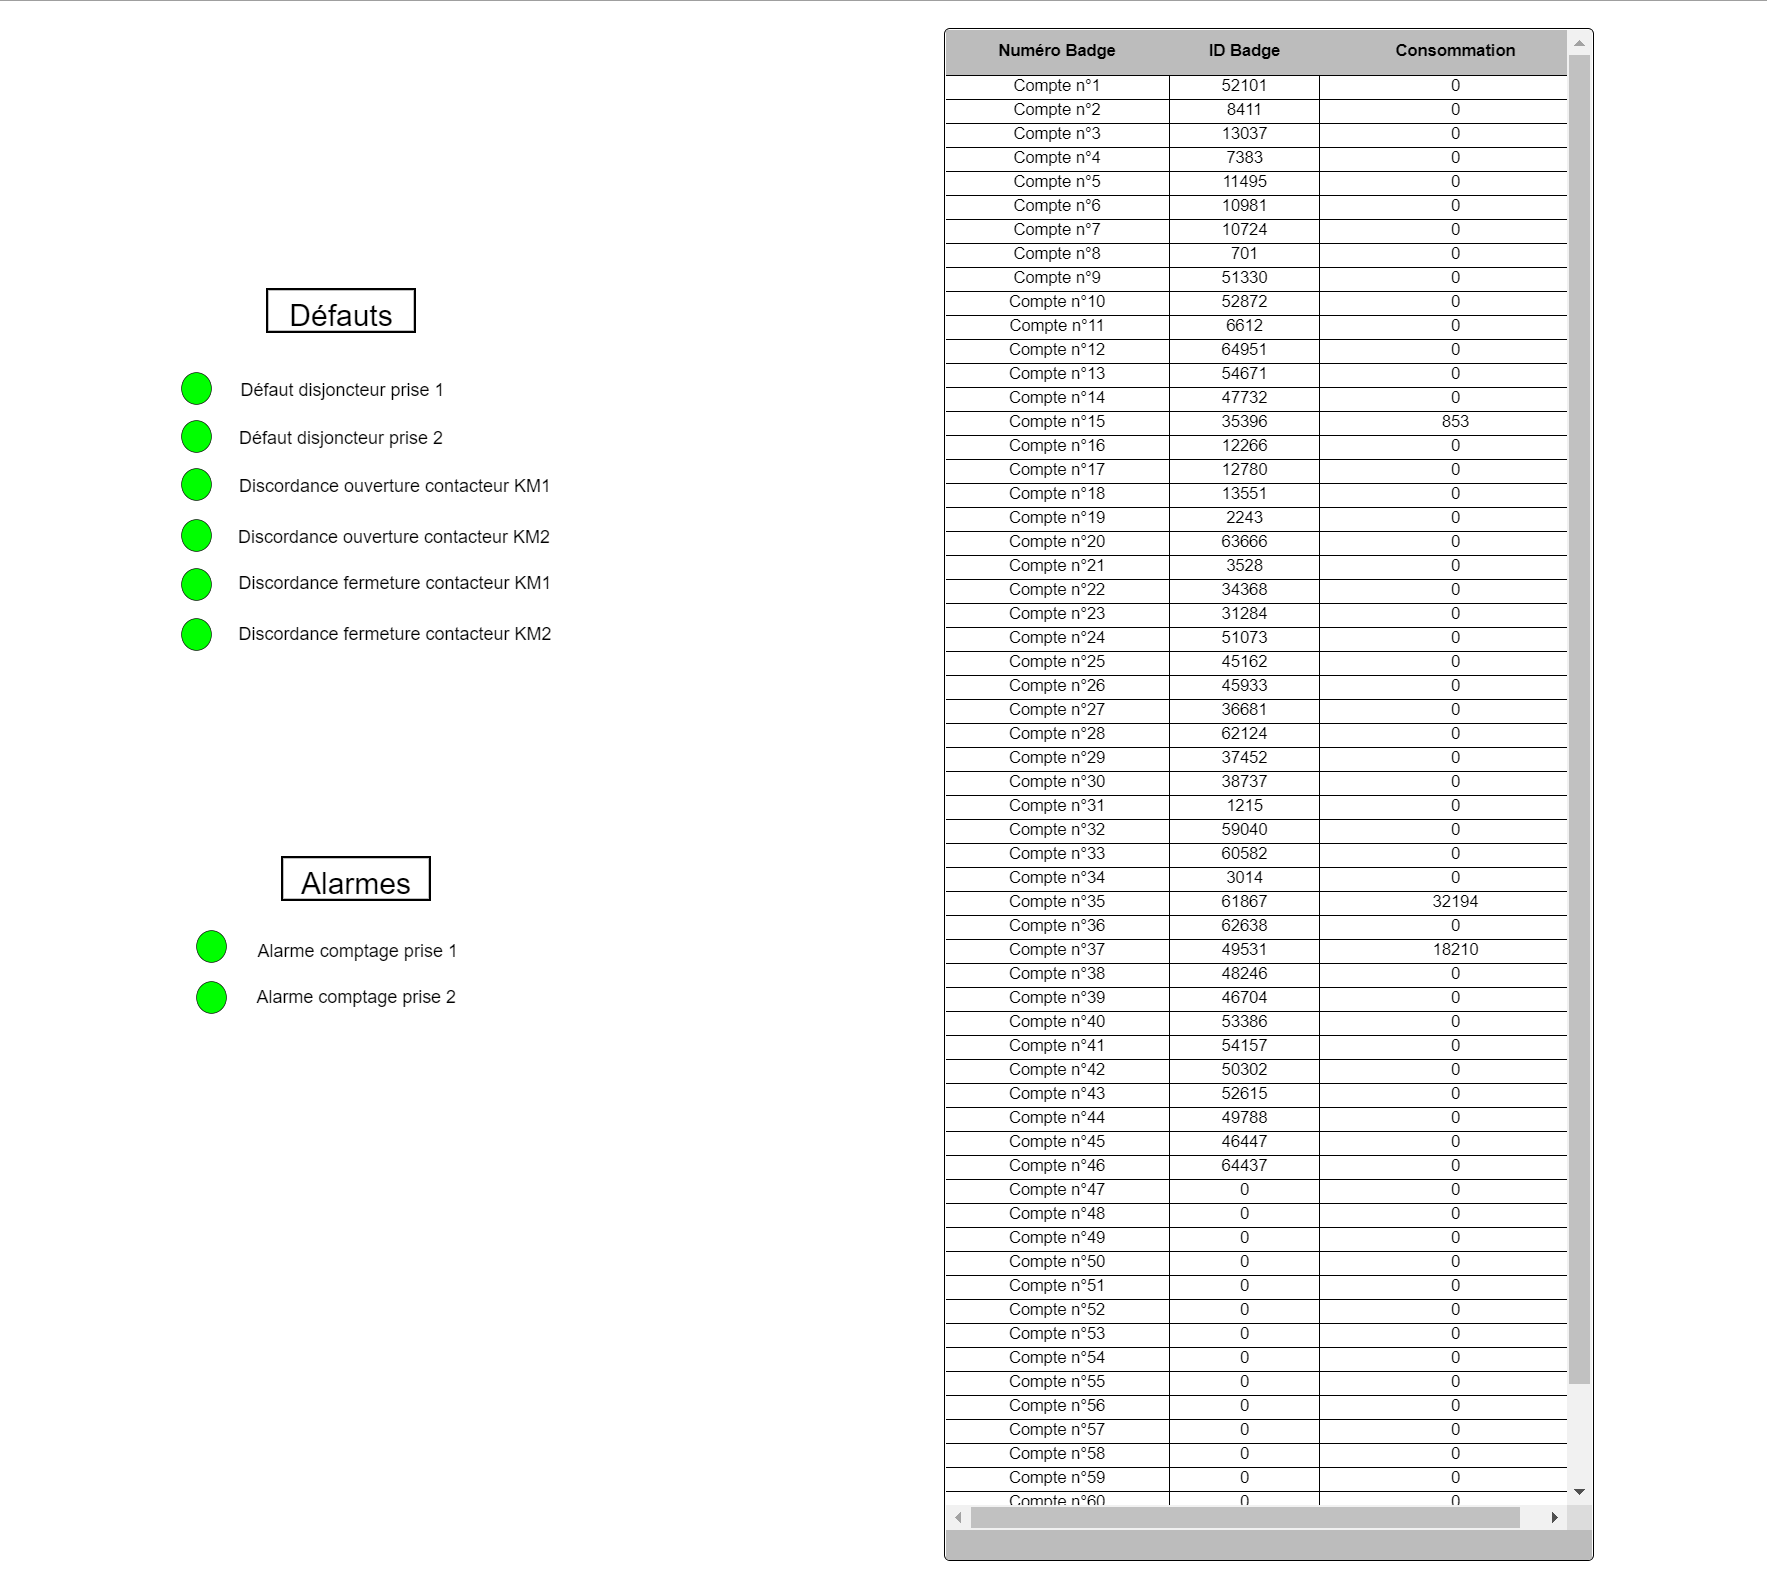 Défauts
Défaut disjoncteur prise 1
Défaut disjoncteur prise 2
Discordance ouverture contacteur KM1
Discordance ouverture contacteur KM2
Discordance fermeture contacteur KM1
Discordance fermeture contacteur KM2
Alarmes
Alarme comptage prise 1
Alarme comptage prise 2
Numéro Badge ID Badge Consommation
Compte n°1 52101 0
Compte n°2 8411 0
Compte n°3 13037 0
Compte n°4 7383 0
Compte n°5 11495 0
Compte n°6 10981 0
Compte n°7 10724 0
Compte n°8 701 0
Compte n°9 51330 0
Compte n°10 52872 0
Compte n°11 6612 0
Compte n°12 64951 0
Compte n°13 54671 0
Compte n°14 47732 0
Compte n°15 35396 853
Compte n°16 12266 0
Compte n°17 12780 0
Compte n°18 13551 0
Compte n°19 2243 0
Compte n°20 63666 0
Compte n°21 3528 0
Compte n°22 34368 0
Compte n°23 31284 0
Compte n°24 51073 0
Compte n°25 45162 0
Compte n°26 45933 0
Compte n°27 36681 0
Compte n°28 62124 0
Compte n°29 37452 0
Compte n°30 38737 0
Compte n°31 1215 0
Compte n°32 59040 0
Compte n°33 60582 0
Compte n°34 3014 0
Compte n°35 61867 32194
Compte n°36 62638 0
Compte n°37 49531 18210
Compte n°38 48246 0
Compte n°39 46704 0
Compte n°40 53386 0
Compte n°41 54157 0
Compte n°42 50302 0
Compte n°43 52615 0
Compte n°44 49788 0
Compte n°45 46447 0
Compte n°46 64437 0
Compte n°47 0 0
Compte n°48 0 0
Compte n°49 0 0
Compte n°50 0 0
Compte n°51 0 0
Compte n°52 0 0
Compte n°53 0 0
Compte n°54 0 0
Compte n°55 0 0
Compte n°56 0 0
Compte n°57 0 0
Compte n°58 0 0
Compte n°59 0 0
Compte n°60 0 0